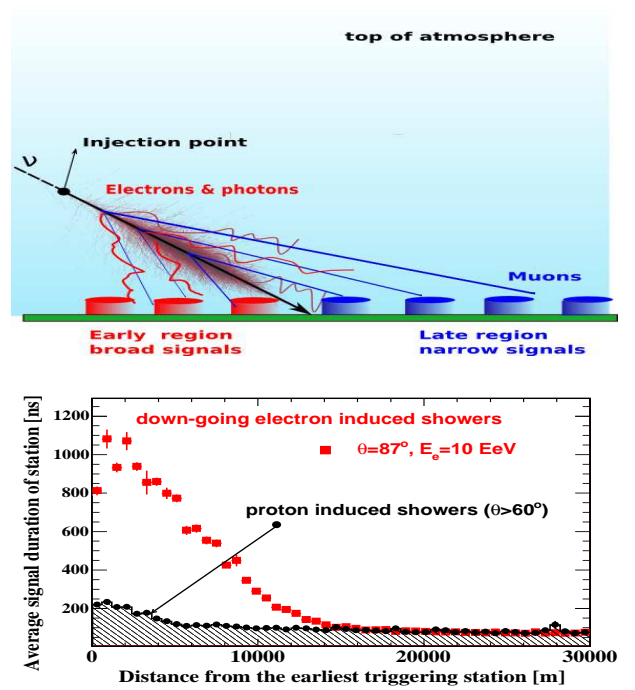 top of atmosphere
Injection point
ν
Electrons & photons
Muons
Early region
broad signals
Late region
narrow signals
Average signal duration of station [ns]
1200
1000
800
600
400
200
down-going electron induced showers
θ=87°, E_e=10 EeV
proton induced showers (θ>60°)
0 10000 20000 30000
Distance from the earliest triggering station [m]